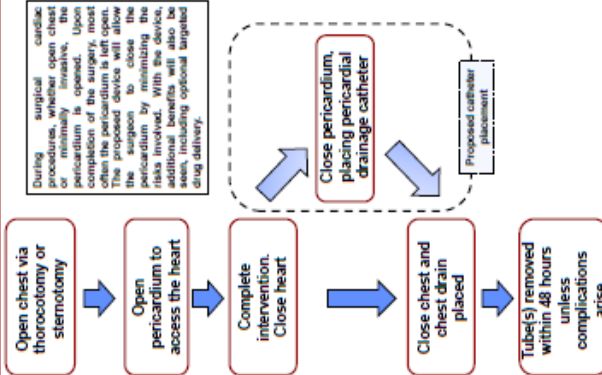 During surgical cardiac
procedures, whether open chest
or minimally invasive, the
pericardium is opened. Upon
completion of the surgery, most
often the pericardium is left open.
The proposed device will allow
the surgeon to close the
pericardium by minimizing the
risks involved. With the device,
additional benefits will also be
seen, including optional targeted
drug delivery.
Open chest via
thorocotomy or
sternotomy
Open
pericardium to
access the heart
Complete
intervention.
Close heart
Close pericardium,
placing pericardial
drainage catheter
Proposed catheter
placement
Close chest and
chest drain
placed
Tube(s) removed
within 48 hours
unless
complications
arise